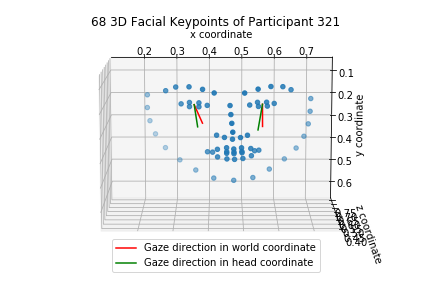 68 3D Facial Keypoints of Participant 321
x coordinate
0.2 0.3 0.4 0.5 0.6 0.7
0.1
0.2
0.3
0.4
0.5
0.6
y coordinate
z coordinate
0.40
Gaze direction in world coordinate
Gaze direction in head coordinate